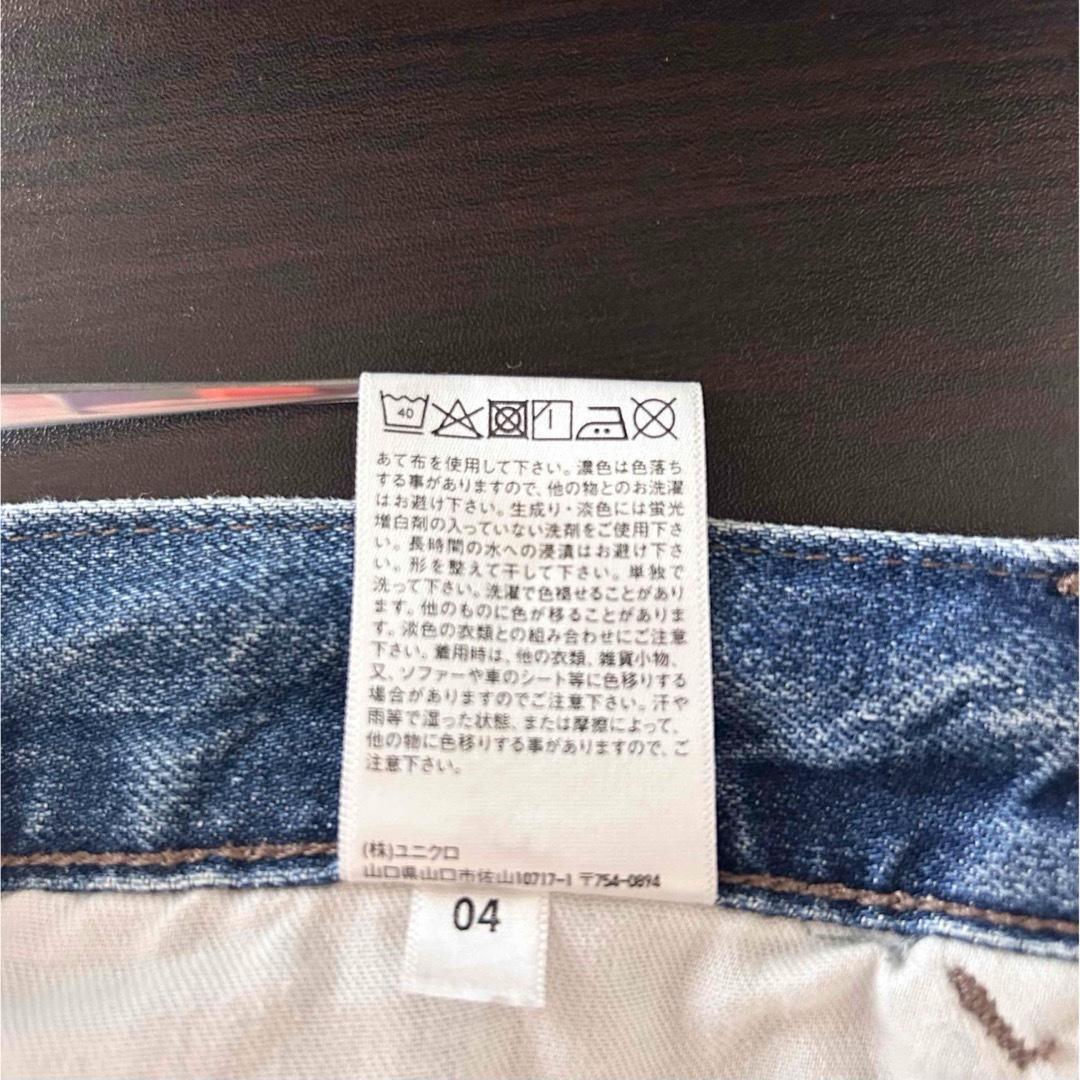 40
あて布を使用して下さい。濃色は色落ち
する事がありますので、他の物とのお洗濯
はお避け下さい。生成り・淡色には蛍光
増白剤の入っていない洗剤をご使用下さ
い。長時間の水への浸漬はお避け下さ
い。形を整えて干して下さい。単独で
洗って下さい。洗濯で色褪せることがあり
ます。他のものに色が移ることがありま
す。淡色の衣類との組み合わせにご注意
下さい。着用時は、他の衣類、雑貨小物、
又、ソファーや車のシート等に色移りする
場合がありますのでご注意下さい。汗や
雨等で湿った状態、または摩擦によって、
他の物に色移りする事がありますので、ご
注意下さい。
(株)ユニクロ
山口県山口市佐山10717-1 〒754-0894
04